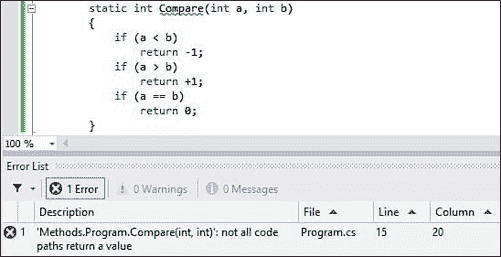 static int Compare(int a, int b)
{
if (a < b)
return -1;
if (a > b)
return +1;
if (a == b)
return 0;
}
100 %
Error List
1 Error 0 Warnings 0 Messages
Description File Line Column
1 'Methods.Program.Compare(int, int)': not all code Program.cs 15 20
paths return a value